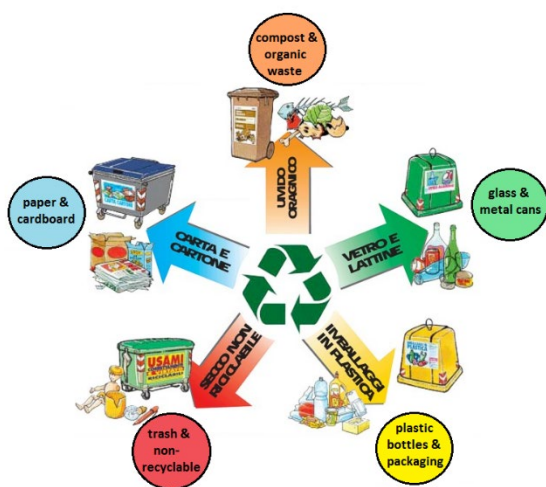 compost &
organic
waste
UMIDO
ORAGNICO
paper &
cardboard
CARTA E
CARTONE
glass &
metal cans
VETRO E
LATTINE
SECCO NON
RICICLABILE
USAMI
trash &
non-
recyclable
IMBALLAGGI
IN PLASTICA
plastic
bottles &
packaging